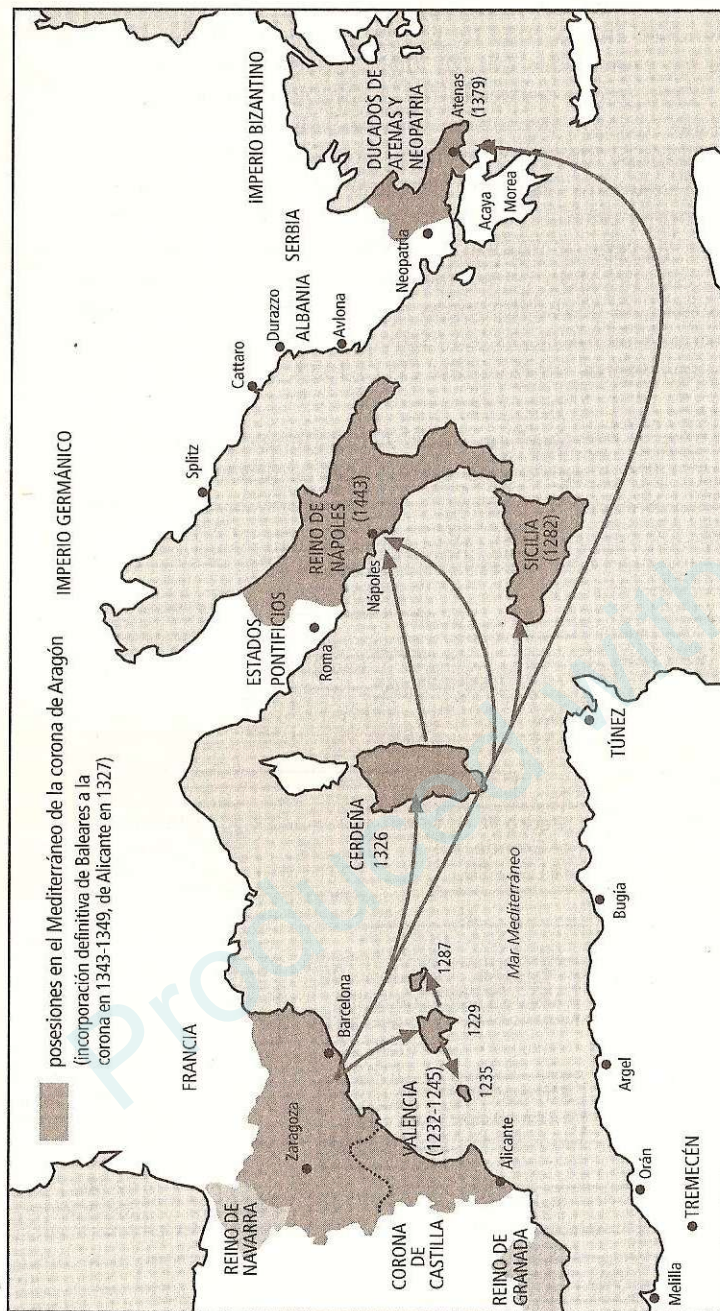 posesiones en el Mediterráneo de la corona de Aragón
(incorporación definitiva de Baleares a la
corona en 1343-1349, de Alicante en 1327)
FRANCIA
IMPERIO GERMÁNICO
IMPERIO BIZANTINO
SERBIA
ALBANIA
Splitz
Cattaro
Durazzo
Avlona
DUCADOS DE
ATENAS Y
NEOPATRIA
Atenas
(1379)
Neopatria
Acaya
Morea
ESTADOS
PONTIFICIOS
Roma
REINO DE
NÁPOLES
(1443)
Nápoles
SICILIA
(1282)
CERDEÑA
1326
REINO DE
NAVARRA
Zaragoza
Barcelona
CORONA
DE
CASTILLA
VALENCIA
(1232-1245)
Alicante
REINO DE
GRANADA
1287
1229
1235
Mar Mediterráneo
TÚNEZ
Bugía
Argel
Orán
TREMECÉN
Melilla
Produced with